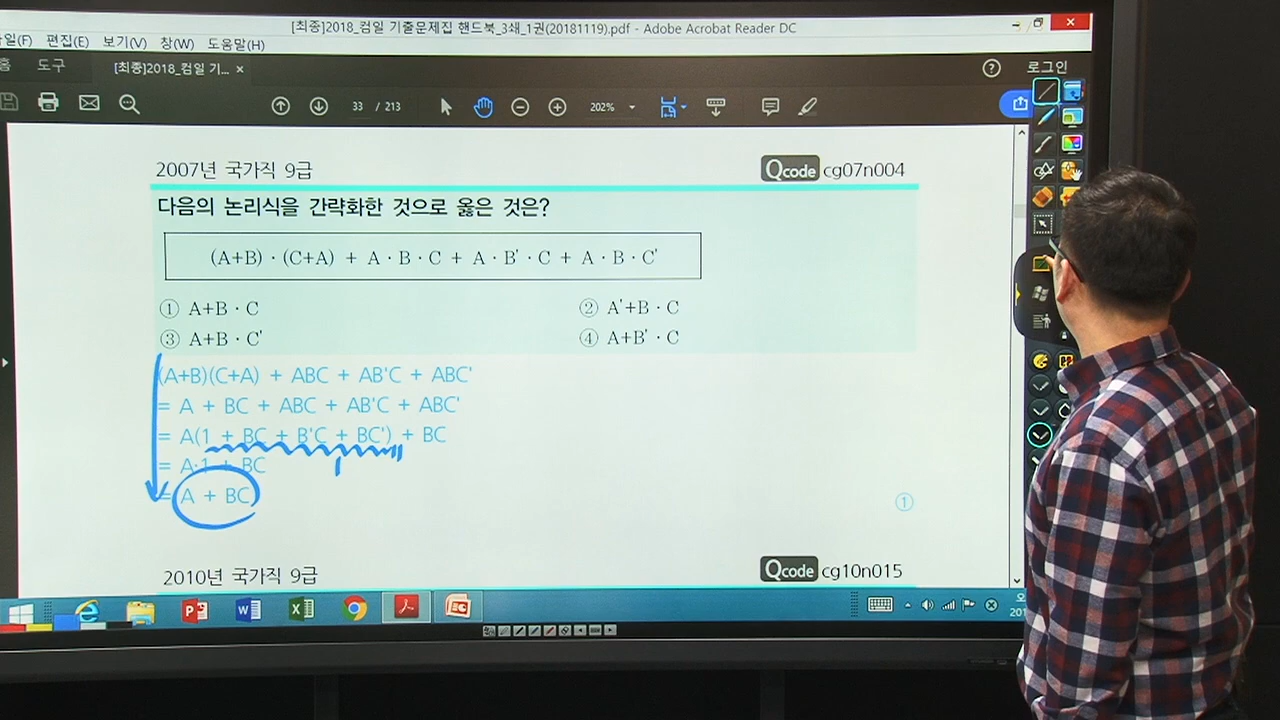 [최종]2018_컴일 기출문제집 핸드북_3쇄_1권(20181119).pdf - Adobe Acrobat Reader DC
일(F) 편집(E) 보기(V) 창(W) 도움말(H)
홈 도구 [최종]2018_컴일 기... × 로그인
33 / 213 202%
2007년 국가직 9급 Qcode cg07n004
다음의 논리식을 간략화한 것으로 옳은 것은?
(A+B)·(C+A) + A·B·C + A·B'·C + A·B·C'
① A+B·C ② A'+B·C
③ A+B·C' ④ A+B'·C
(A+B)(C+A) + ABC + AB'C + ABC'
= A + BC + ABC + AB'C + ABC'
= A(1 + BC + B'C + BC') + BC
1
= A·1 + BC
= A + BC ①
2010년 국가직 9급 Qcode cg10n015